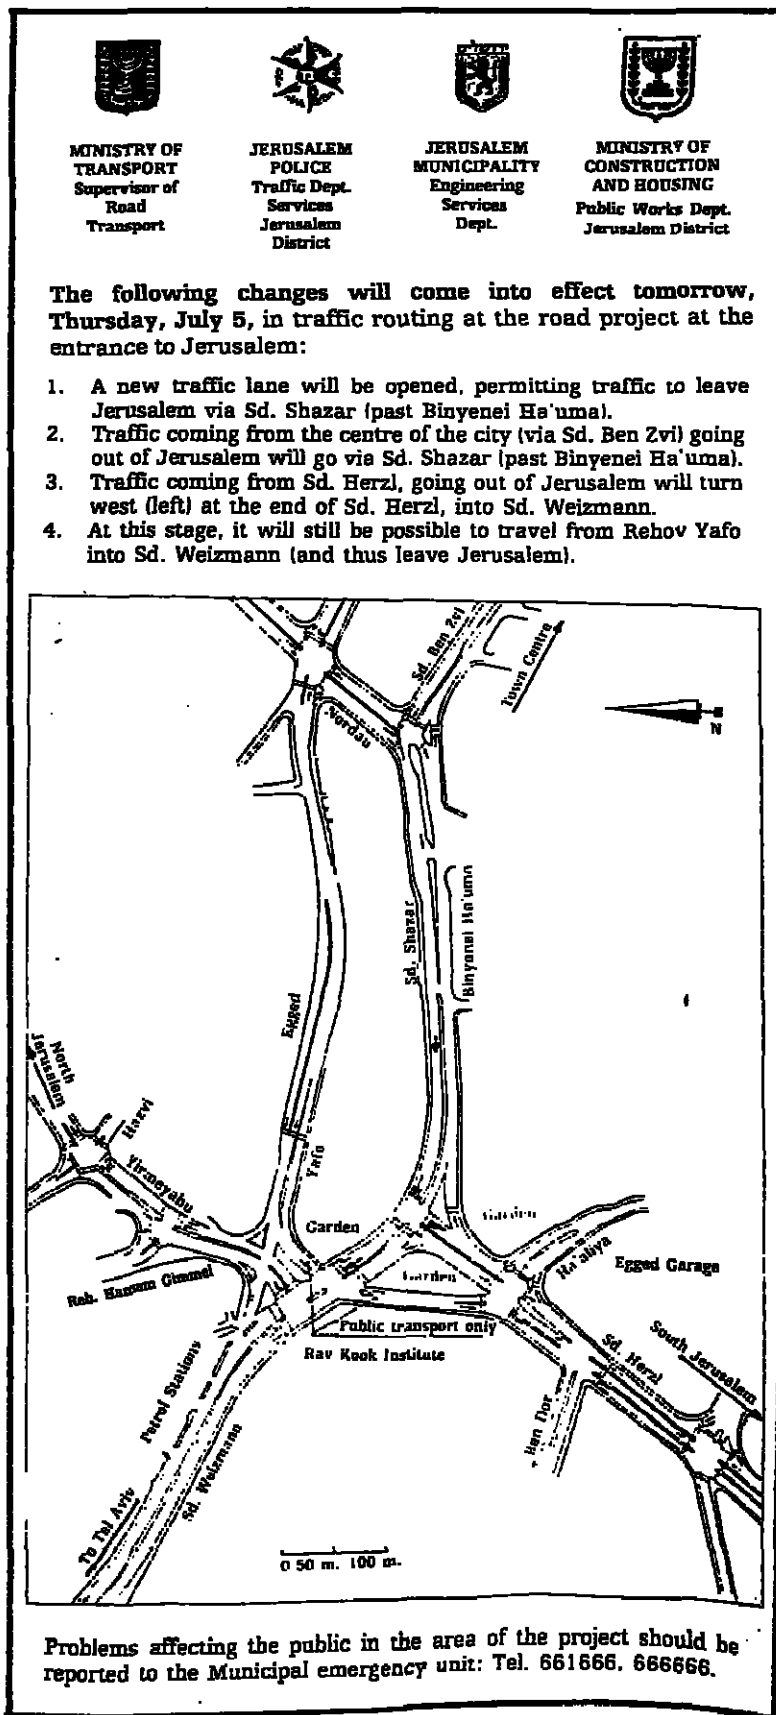 MINISTRY OF
TRANSPORT
Supervisor of
Road
Transport
JERUSALEM
POLICE
Traffic Dept.
Services
Jerusalem
District
JERUSALEM
MUNICIPALITY
Engineering
Services
Dept.
MINISTRY OF
CONSTRUCTION
AND HOUSING
Public Works Dept.
Jerusalem District
The following changes will come into effect tomorrow,
Thursday, July 5, in traffic routing at the road project at the
entrance to Jerusalem:
1. A new traffic lane will be opened, permitting traffic to leave
Jerusalem via Sd. Shazar (past Binyenei Ha'uma).
2. Traffic coming from the centre of the city (via Sd. Ben Zvi) going
out of Jerusalem will go via Sd. Shazar (past Binyenei Ha'uma).
3. Traffic coming from Sd. Herzl, going out of Jerusalem will turn
west (left) at the end of Sd. Herzl, into Sd. Weizmann.
4. At this stage, it will still be possible to travel from Rehov Yafo
into Sd. Weizmann (and thus leave Jerusalem).
Sd. Ben Zvi
Town Centre
Nordau
N
Sd. Shazar
Binyanei Ha'uma
Egged
North
Jerusalem
Hazvi
Yirmeyahu
Yafo
Garden
Garden
Ha'aliya
Egged Garage
Reh. Hamem Gimmel
Garden
Public transport only
Rav Kook Institute
Petrol Stations
Sd. Herzl
South Jerusalem
Han Dor
Sd. Weizmann
To Tel Aviv
0 50 m. 100 m.
Problems affecting the public in the area of the project should be
reported to the Municipal emergency unit: Tel. 661666, 666666.